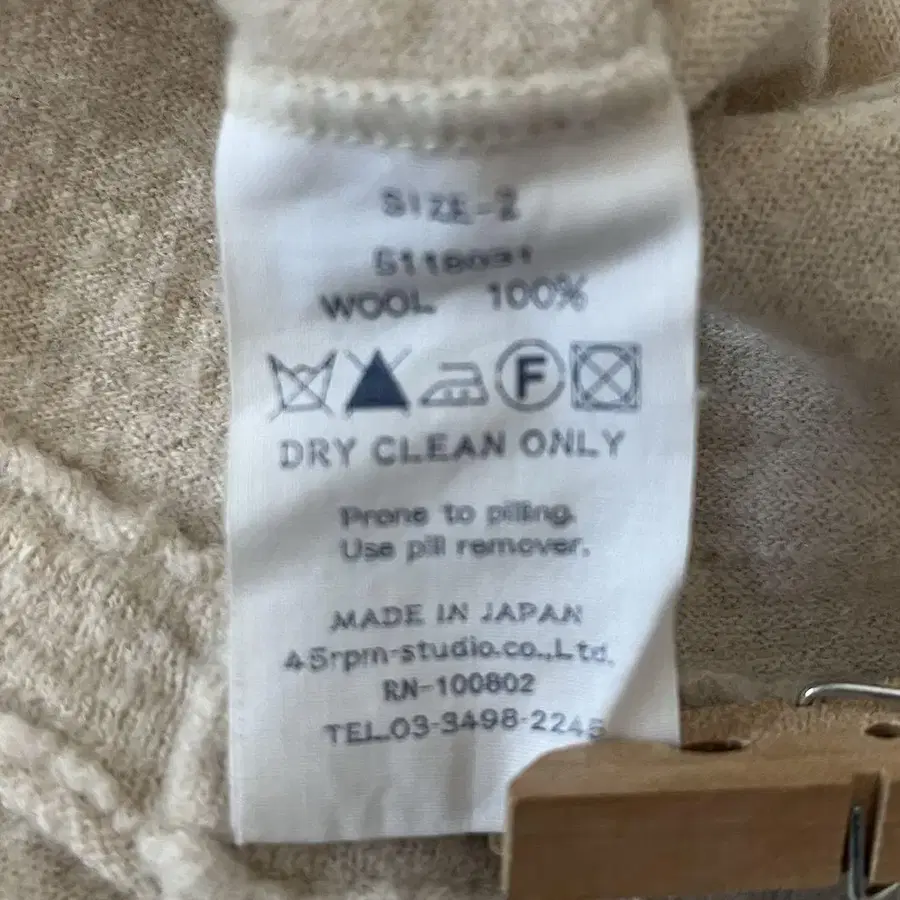 SIZE-2
WOOL 100%
F
DRY CLEAN ONLY
Prone to pilling.
Use pill remover.
MADE IN JAPAN
45rpm-studio.co.,Ltd.
RN-100802
TEL.03-3498-2245